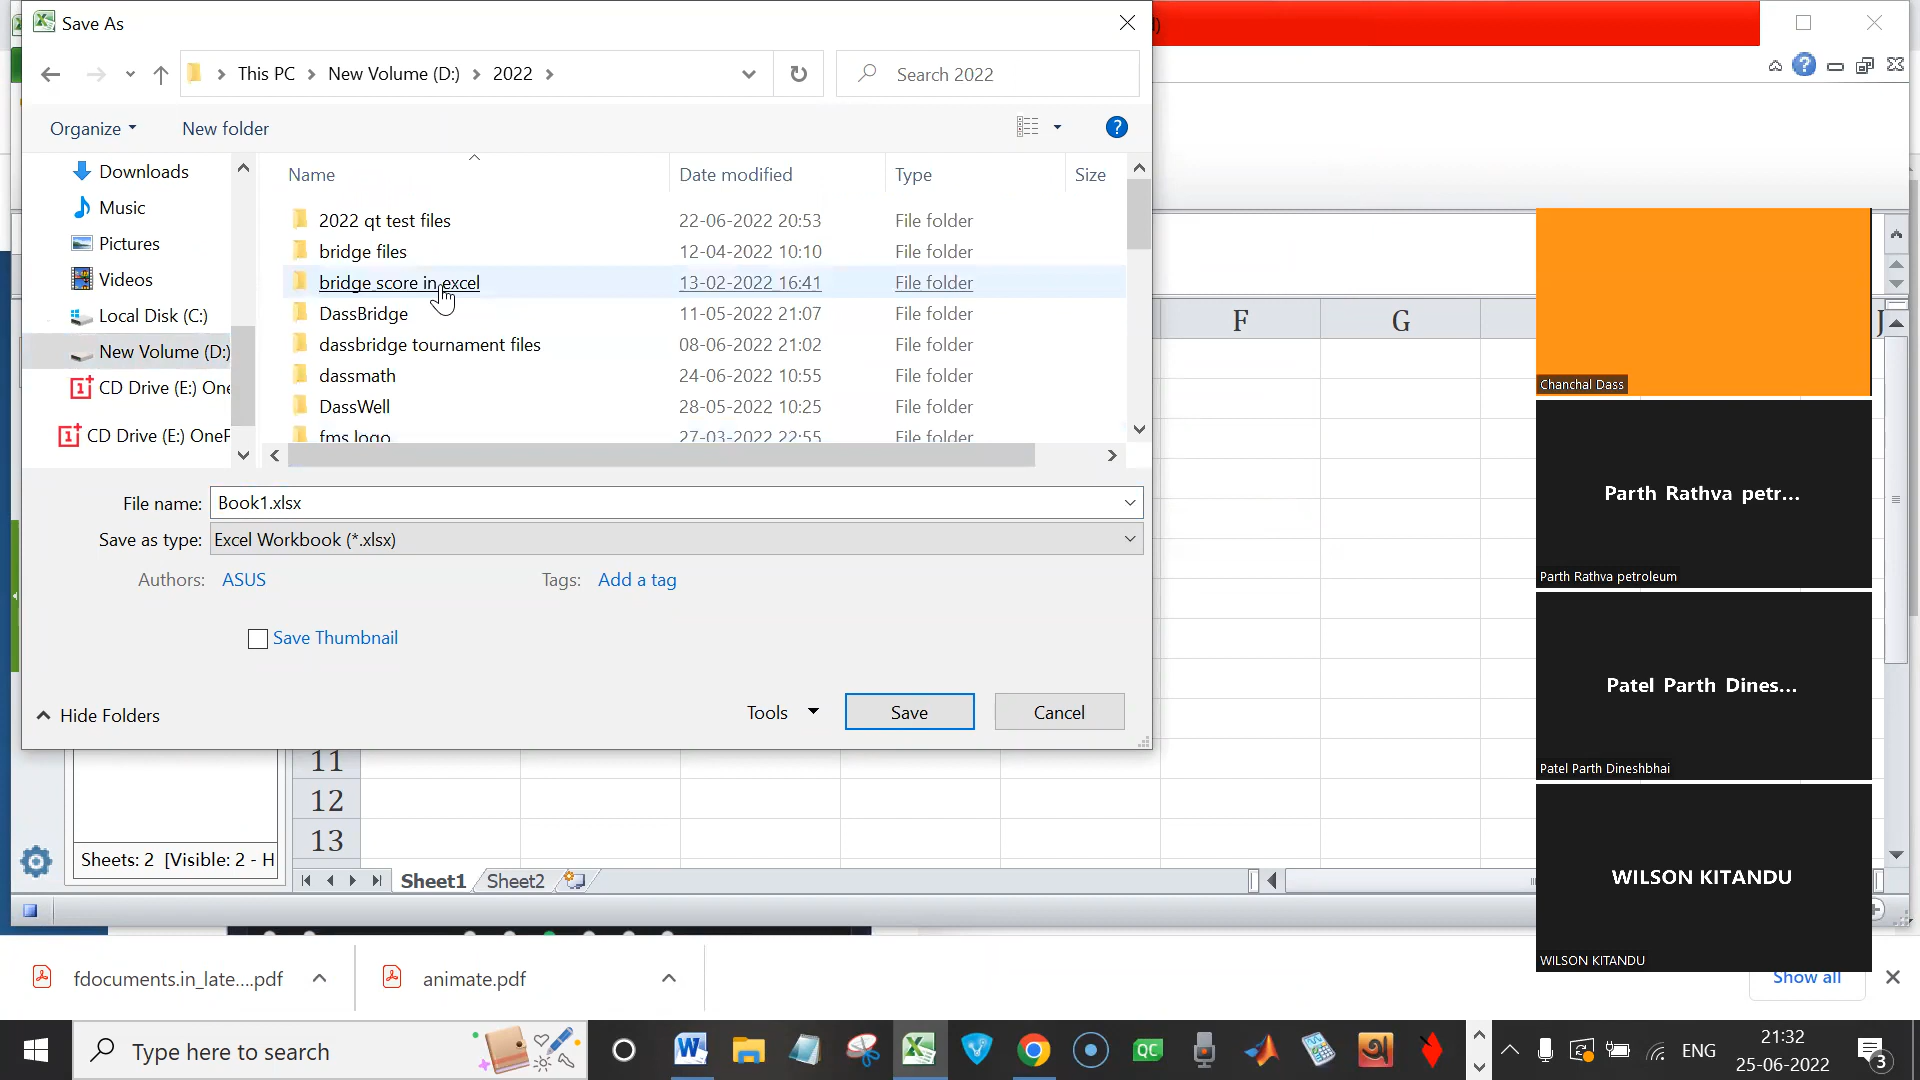 Save As
This PC
New Volume (D:)
2022
Search 2022
Organize
New folder
?
Downloads
Music
Pictures
Videos
Local Disk (C:)
New Volume (D:)
CD Drive (E:) One
CD Drive (E:) OneP
Name Date modified Type Size
2022 qt test files 22-06-2022 20:53 File folder
bridge files 12-04-2022 10:10 File folder
bridge score in excel 13-02-2022 16:41 File folder
DassBridge 11-05-2022 21:07 File folder
dassbridge tournament files 08-06-2022 21:02 File folder
dassmath 24-06-2022 10:55 File folder
DassWell 28-05-2022 10:25 File folder
fms logo 27-03-2022 22:55 File folder
File name: Book1.xlsx
Save as type: Excel Workbook (*.xlsx)
Authors: ASUS
Tags: Add a tag
Save Thumbnail
Hide Folders
Tools
Save
Cancel
F G J
11
12
13
Sheets: 2 [Visible: 2 - H
Sheet1
Sheet2
Chanchal Dass
Parth Rathva petr...
Parth Rathva petroleum
Patel Parth Dines...
Patel Parth Dineshbhai
WILSON KITANDU
WILSON KITANDU
fdocuments.in_late....pdf
animate.pdf
Show all
Type here to search
QC
ENG
21:32
25-06-2022
3